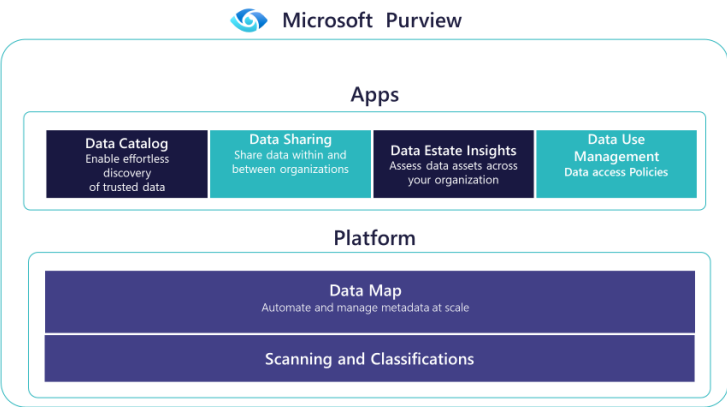 Microsoft Purview
Apps
Data Catalog
Enable effortless
discovery
of trusted data
Data Sharing
Share data within and
between organizations
Data Estate Insights
Assess data assets across
your organization
Data Use
Management
Data access Policies
Platform
Data Map
Automate and manage metadata at scale
Scanning and Classifications